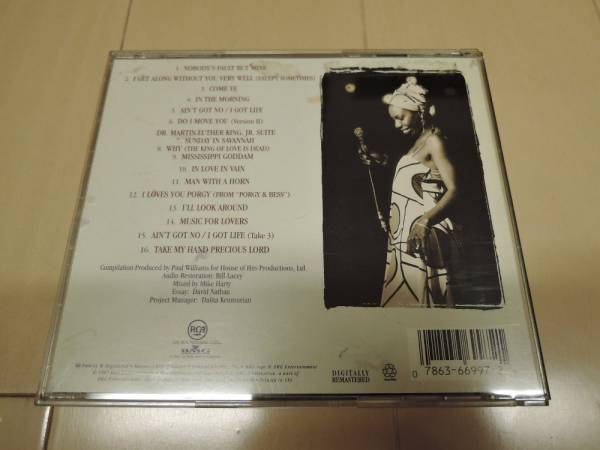 1. NOBODY'S FAULT BUT MINE
2. I GET ALONG WITHOUT YOU VERY WELL (EXCEPT SOMETIMES)
3. COME YE
4. IN THE MORNING
5. AIN'T GOT NO / I GOT LIFE
6. DO I MOVE YOU (Version II)
DR. MARTIN LUTHER KING, JR. SUITE
SUNDAY IN SAVANNAH
8. WHY (THE KING OF LOVE IS DEAD)
9. MISSISSIPPI GODDAM
10. IN LOVE IN VAIN
11. MAN WITH A HORN
12. I LOVES YOU PORGY (FROM "PORGY & BESS")
13. I'LL LOOK AROUND
14. MUSIC FOR LOVERS
15. AIN'T GOT NO / I GOT LIFE (Take 3)
16. TAKE MY HAND PRECIOUS LORD
Compilation Produced by Paul Williams for House of Hits Productions, Ltd.
Audio Restoration: Bill Lacey
Mixed by Mike Harty
Essay: David Nathan
Project Manager: Dalita Keumurian
RCA
BMG
DIGITALLY
REMASTERED
0 7863-66997-2